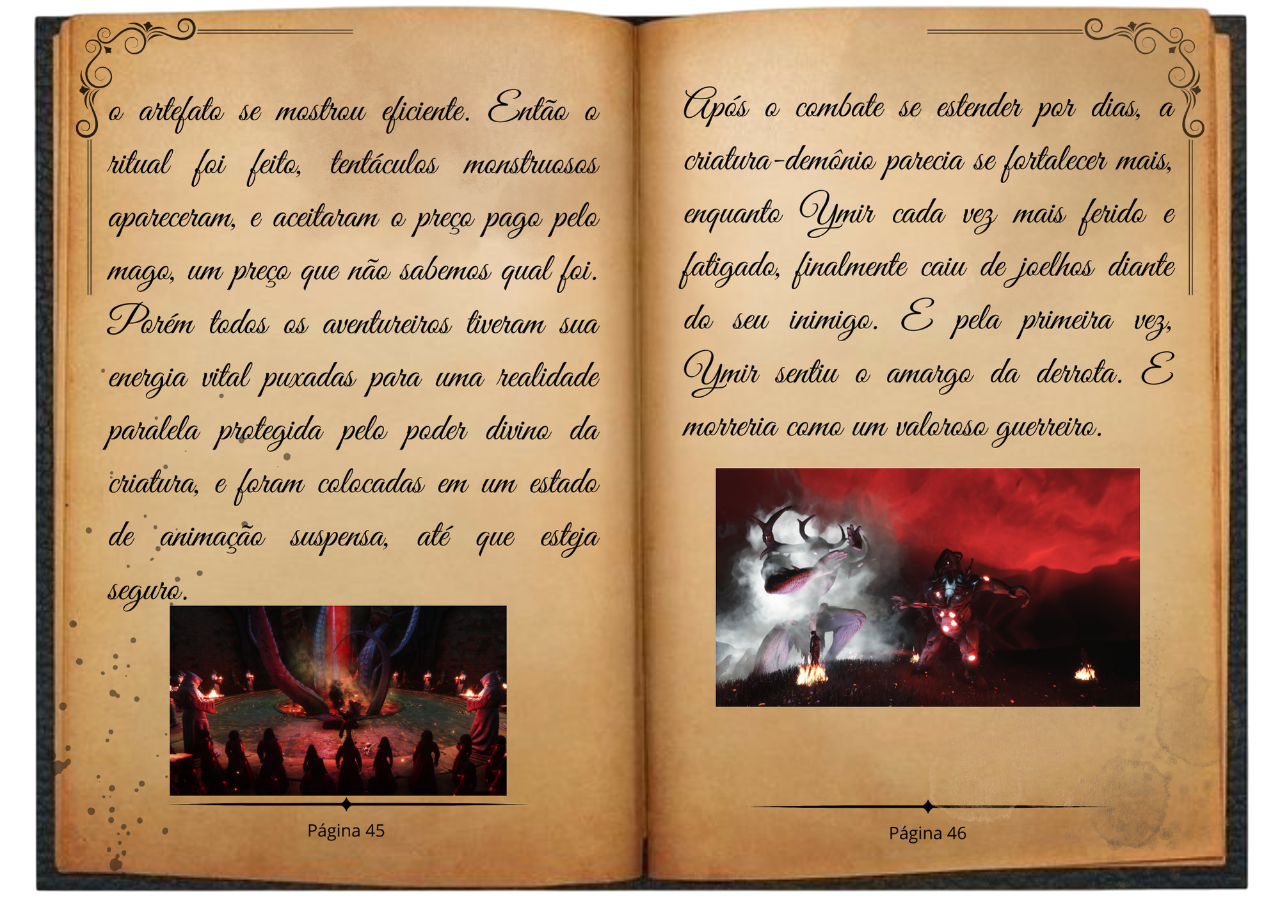 o artefato se mostrou eficiente. Então o
ritual foi feito, tentáculos monstruosos
apareceram, e aceitaram o preço pago pelo
mago, um preço que não sabemos qual foi.
Porém todos os aventureiros tiveram sua
energia vital puxadas para uma realidade
paralela protegida pelo poder divino da
criatura, e foram colocadas em um estado
de animação suspensa, até que esteja
seguro.
Página 45
Após o combate se estender por dias, a
criatura-demônio parecia se fortalecer mais,
enquanto Ymir cada vez mais ferido e
fatigado, finalmente caiu de joelhos diante
do seu inimigo. E pela primeira vez,
Ymir sentiu o amargo da derrota. E
morreria como um valoroso guerreiro.
Página 46